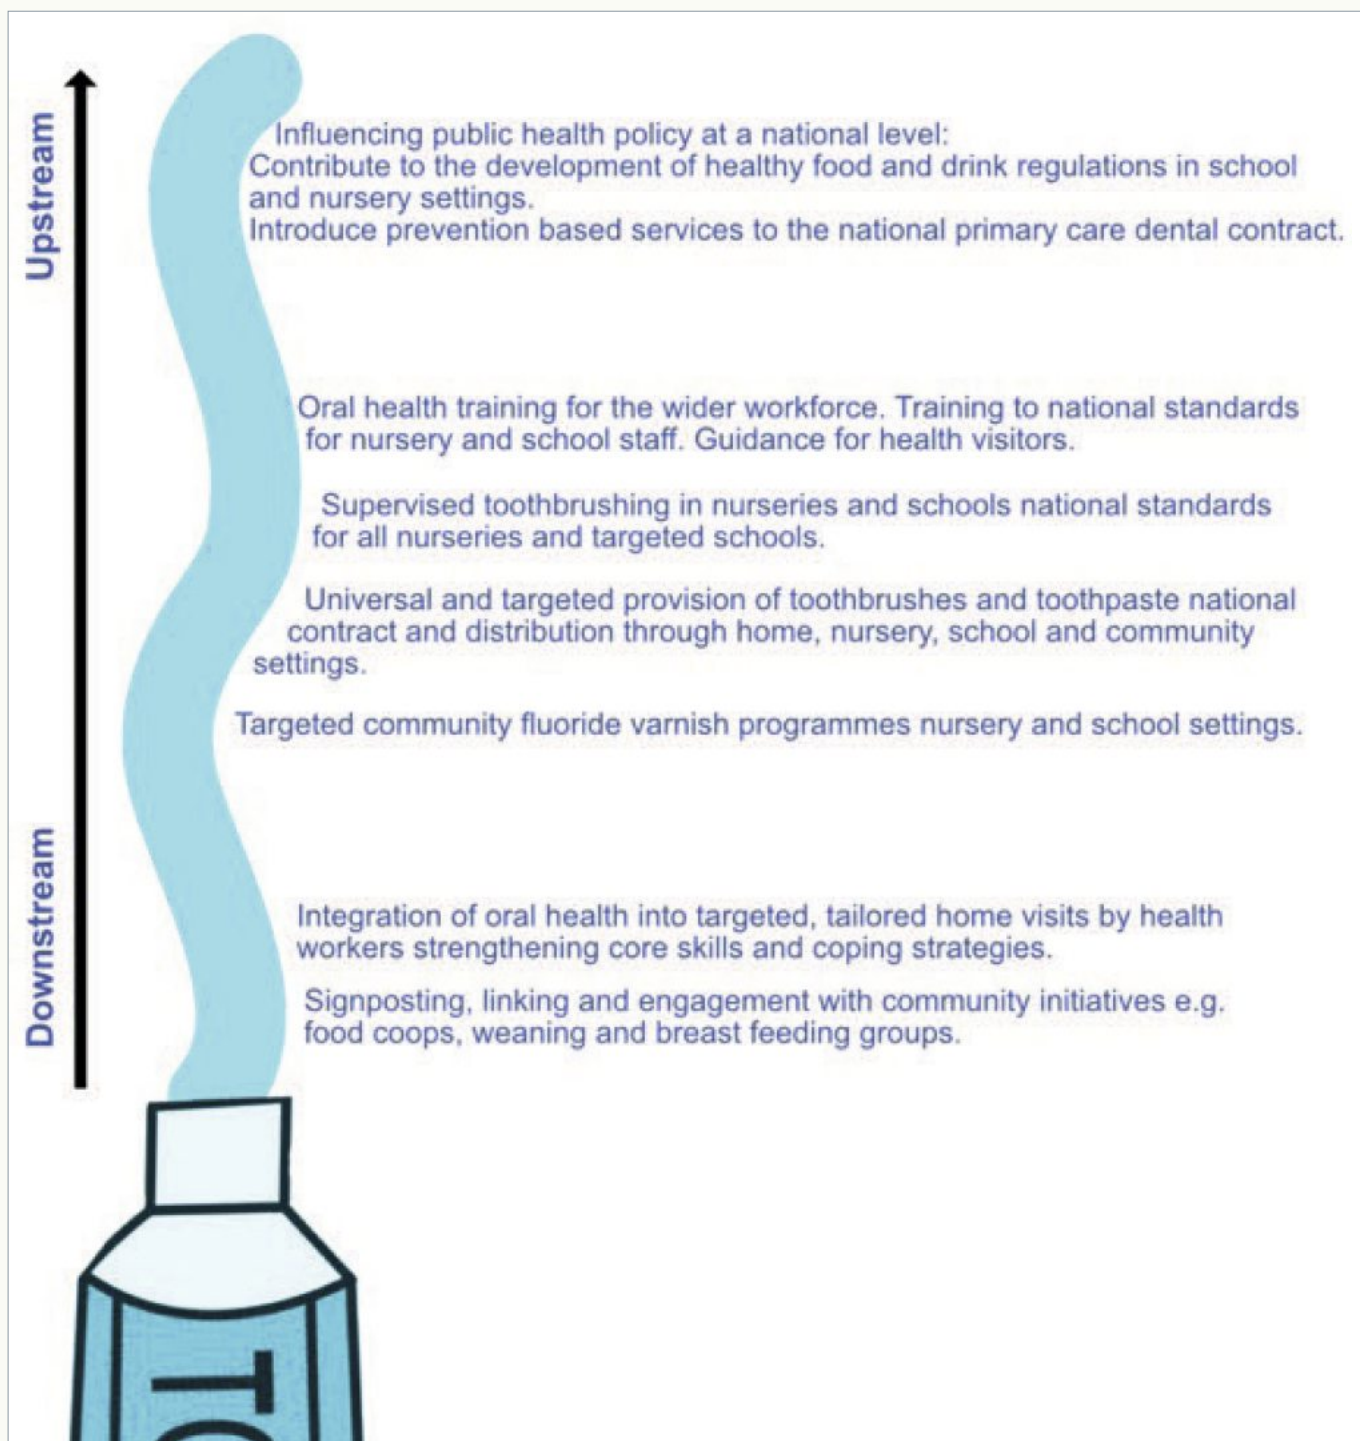 Upstream
Influencing public health policy at a national level:
Contribute to the development of healthy food and drink regulations in school
and nursery settings.
Introduce prevention based services to the national primary care dental contract.
Oral health training for the wider workforce. Training to national standards
for nursery and school staff. Guidance for health visitors.
Supervised toothbrushing in nurseries and schools national standards
for all nurseries and targeted schools.
Universal and targeted provision of toothbrushes and toothpaste national
contract and distribution through home, nursery, school and community
settings.
Targeted community fluoride varnish programmes nursery and school settings.
Downstream
Integration of oral health into targeted, tailored home visits by health
workers strengthening core skills and coping strategies.
Signposting, linking and engagement with community initiatives e.g.
food coops, weaning and breast feeding groups.